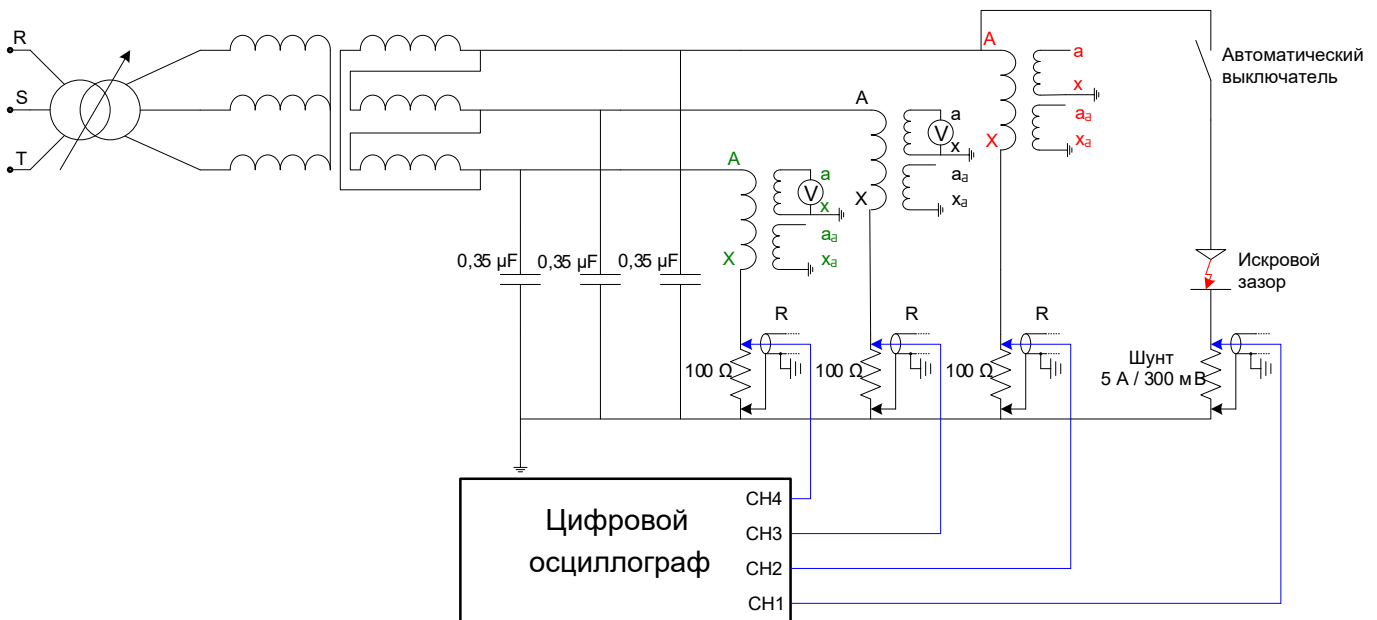 R
S
T
A
a
x
aa
xa
X
A
a
V
x
aa
xa
X
A
a
V
x
aa
xa
X
Автоматический
выключатель
Искровой
зазор
0,35 µF
0,35 µF
0,35 µF
R
R
R
100 Ω
100 Ω
100 Ω
Шунт
5 А / 300 мВ
Цифровой
осциллограф
CH4
CH3
CH2
CH1